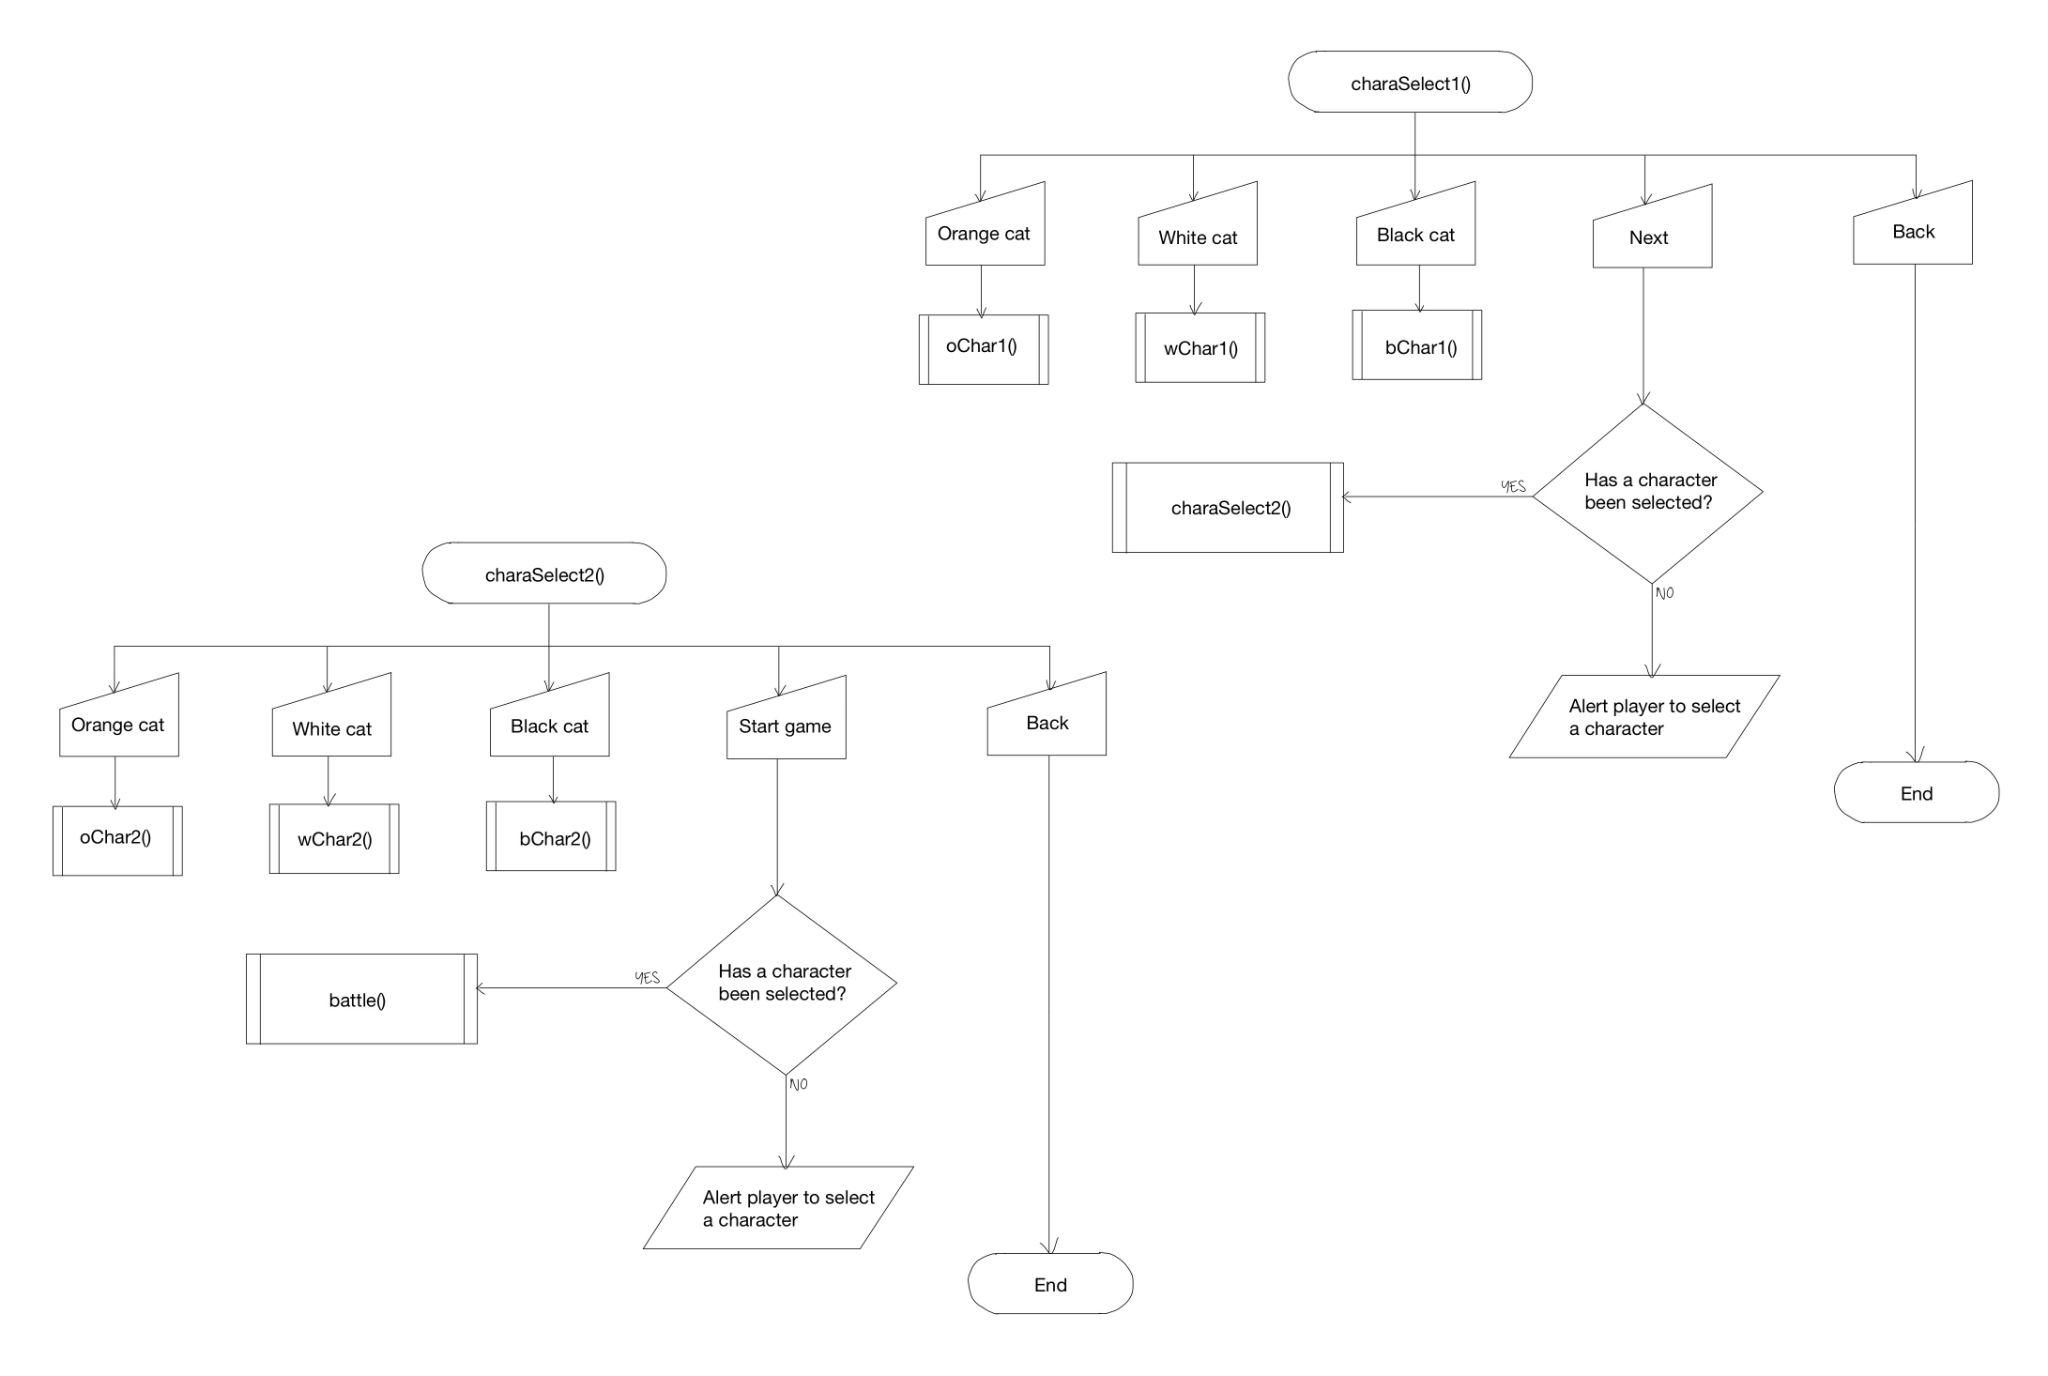 charaSelect1()
Orange cat
White cat
Black cat
Next
Back
oChar1()
wChar1()
bChar1()
Has a character
been selected?
YES
charaSelect2()
NO
Alert player to select
a character
End
charaSelect2()
Orange cat
White cat
Black cat
Start game
Back
oChar2()
wChar2()
bChar2()
Has a character
been selected?
YES
battle()
NO
Alert player to select
a character
End